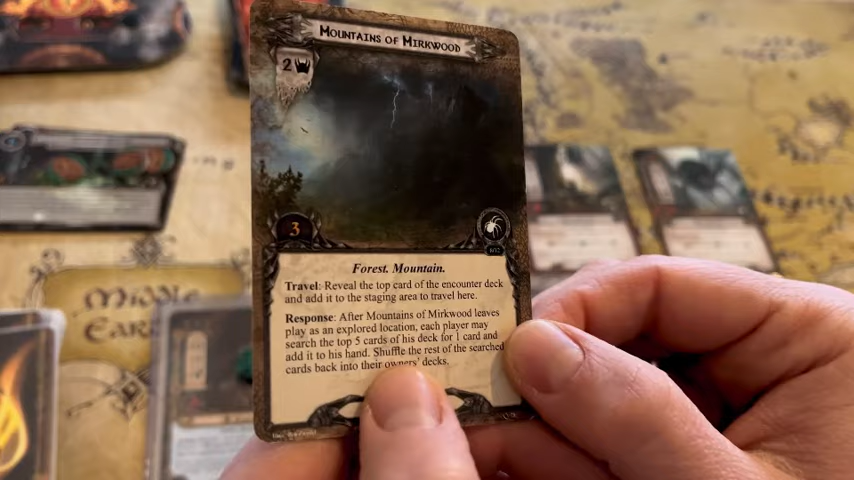 Mountains of Mirkwood
2
3
Forest. Mountain.
Travel: Reveal the top card of the encounter deck
and add it to the staging area to travel here.
Response: After Mountains of Mirkwood leaves
play as an explored location, each player may
search the top 5 cards of his deck for 1 card and
add it to his hand. Shuffle the rest of the searched
cards back into their owners' decks.
Middle
Earth